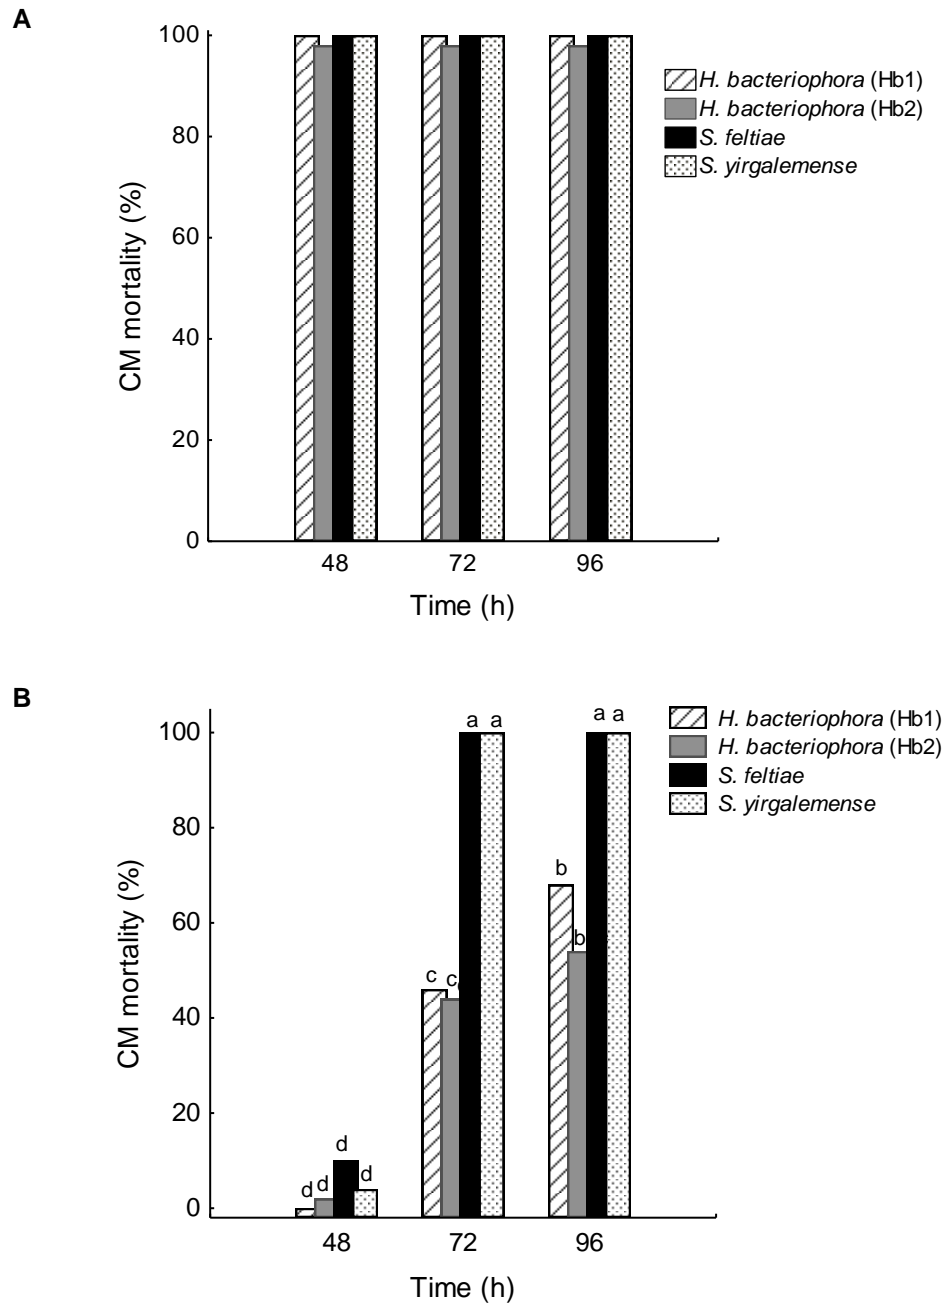 A
100
80
60
40
20
0
CM mortality (%)
48 72 96
Time (h)
H. bacteriophora (Hb1)
H. bacteriophora (Hb2)
S. feltiae
S. yirgalemense
B
100
80
60
40
20
0
CM mortality (%)
d d d d
c c a a
b b a a
48 72 96
Time (h)
H. bacteriophora (Hb1)
H. bacteriophora (Hb2)
S. feltiae
S. yirgalemense